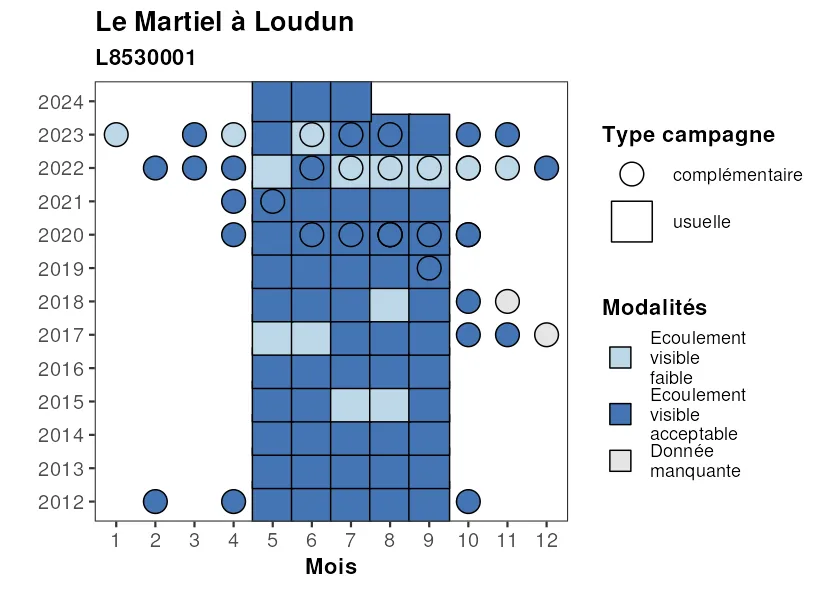 Le Martiel à Loudun
L8530001
2024
2023
2022
2021
2020
2019
2018
2017
2016
2015
2014
2013
2012
1 2 3 4 5 6 7 8 9 10 11 12
Mois
Type campagne
complémentaire
usuelle
Modalités
Ecoulement
visible
faible
Ecoulement
visible
acceptable
Donnée
manquante